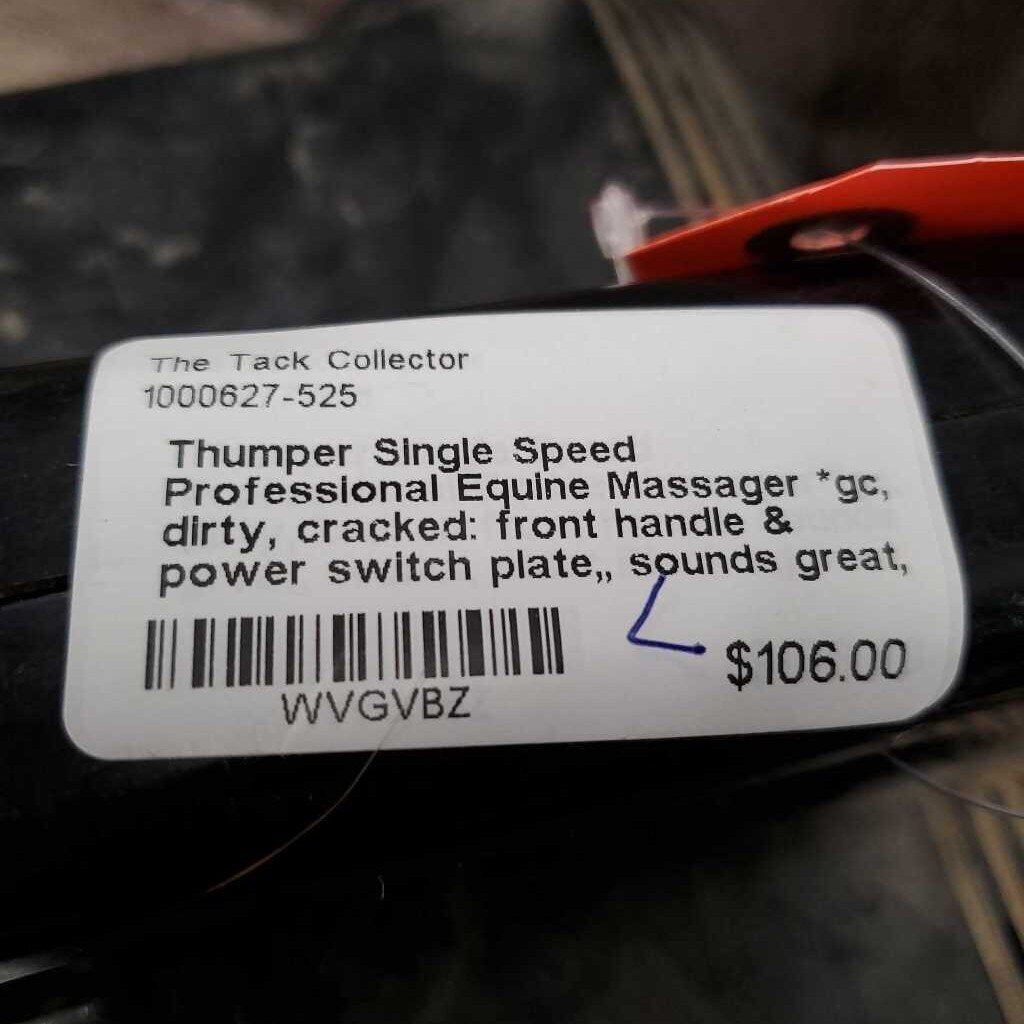 The Tack Collector
1000627-525
Thumper Single Speed
Professional Equine Massager *gc,
dirty, cracked: front handle &
power switch plate,, sounds great,
$106.00
WVGVBZ